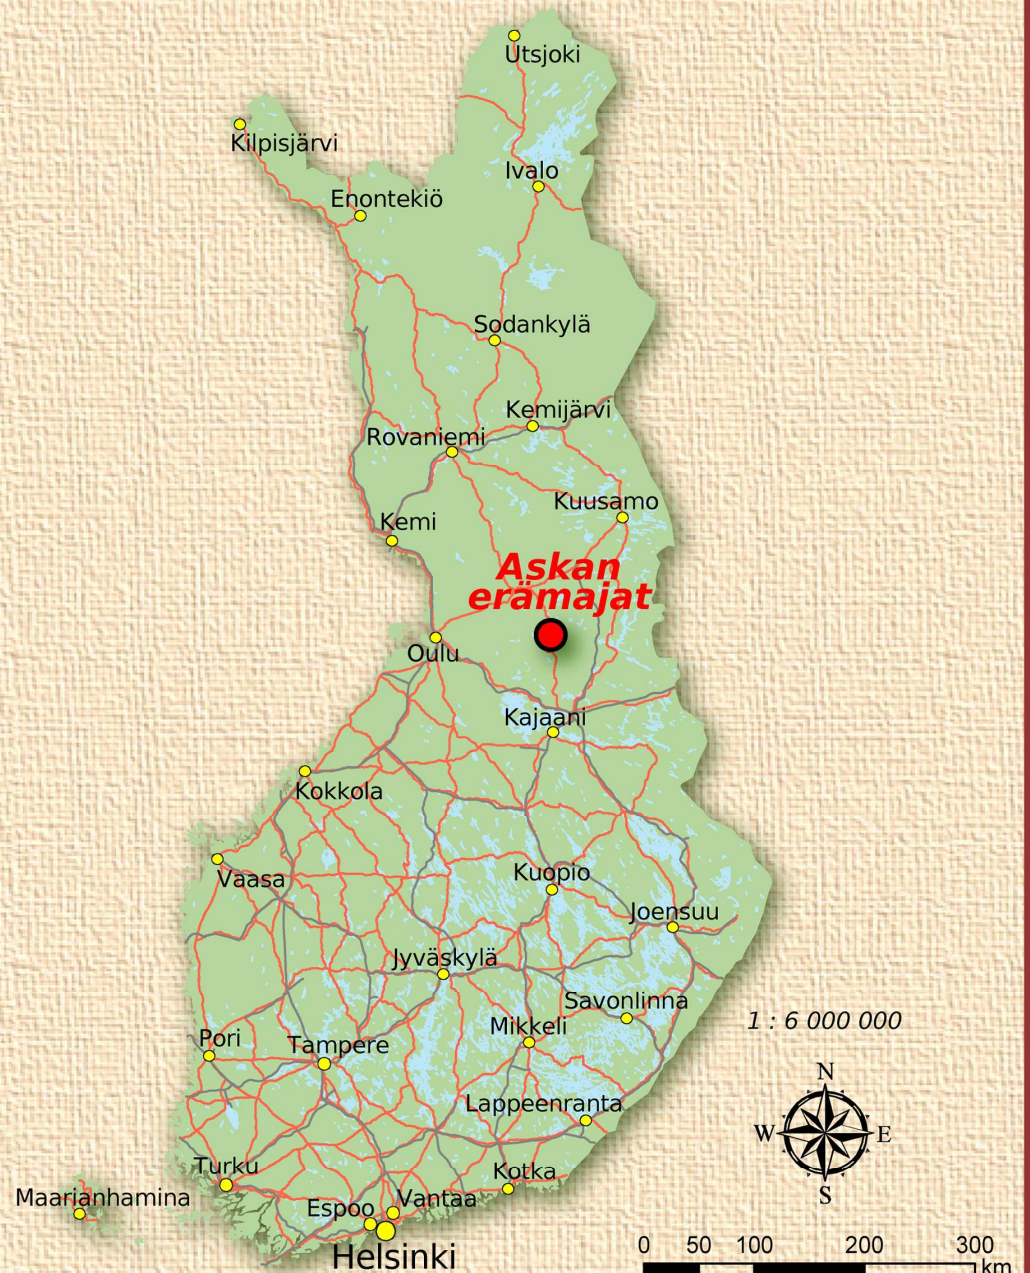 Utsjoki
Kilpisjärvi
Ivalo
Enontekiö
Sodankylä
Kemijärvi
Rovaniemi
Kuusamo
Kemi
Askan
erämajat
Oulu
Kajaani
Kokkola
Kuopio
Vaasa
Joensuu
Jyväskylä
Savonlinna
1 : 6 000 000
Mikkeli
Pori
Tampere
N
Lappeenranta
W
E
Turku
Kotka
S
Maarianhamina
Vantaa
Espoo
Helsinki
0 50 100 200 300
km